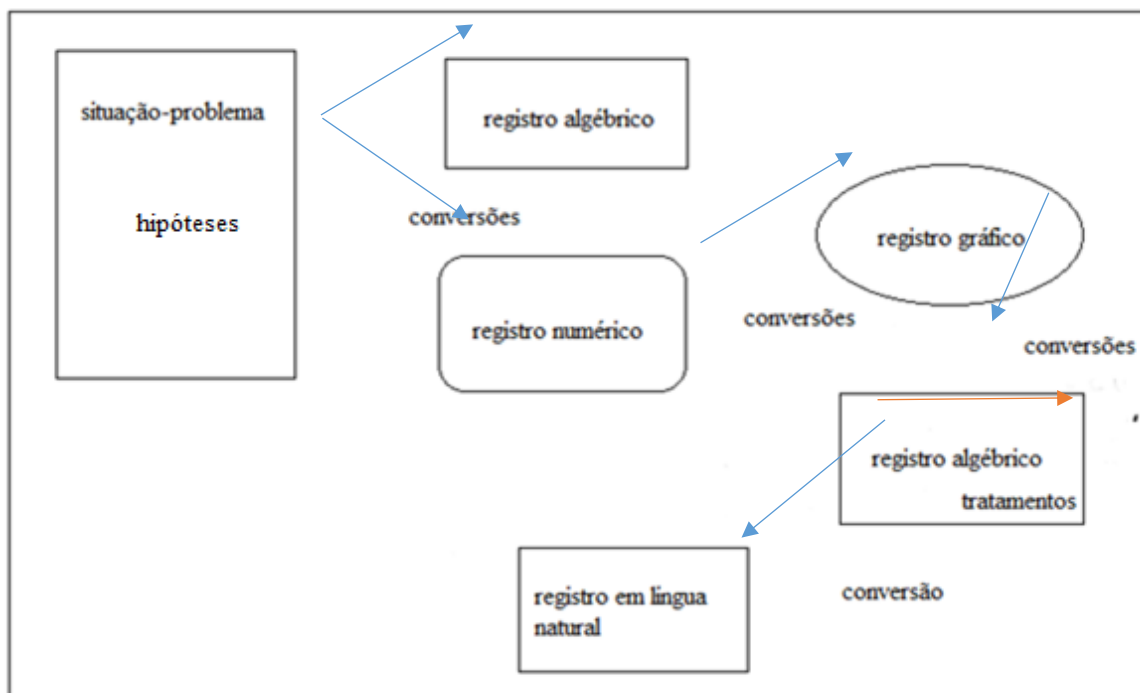 situação-problema
hipóteses
registro algébrico
conversões
registro numérico
registro gráfico
conversões
conversões
registro algébrico
tratamentos
registro em lingua
natural
conversão